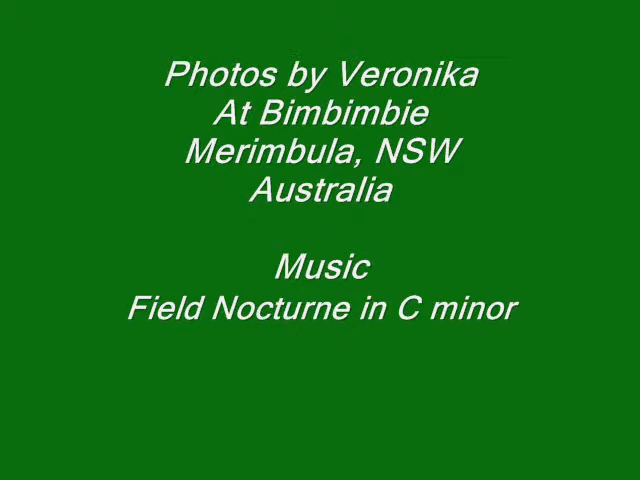 Photos by Veronika
At Bimbimbie
Merimbula, NSW
Australia
Music
Field Nocturne in C minor